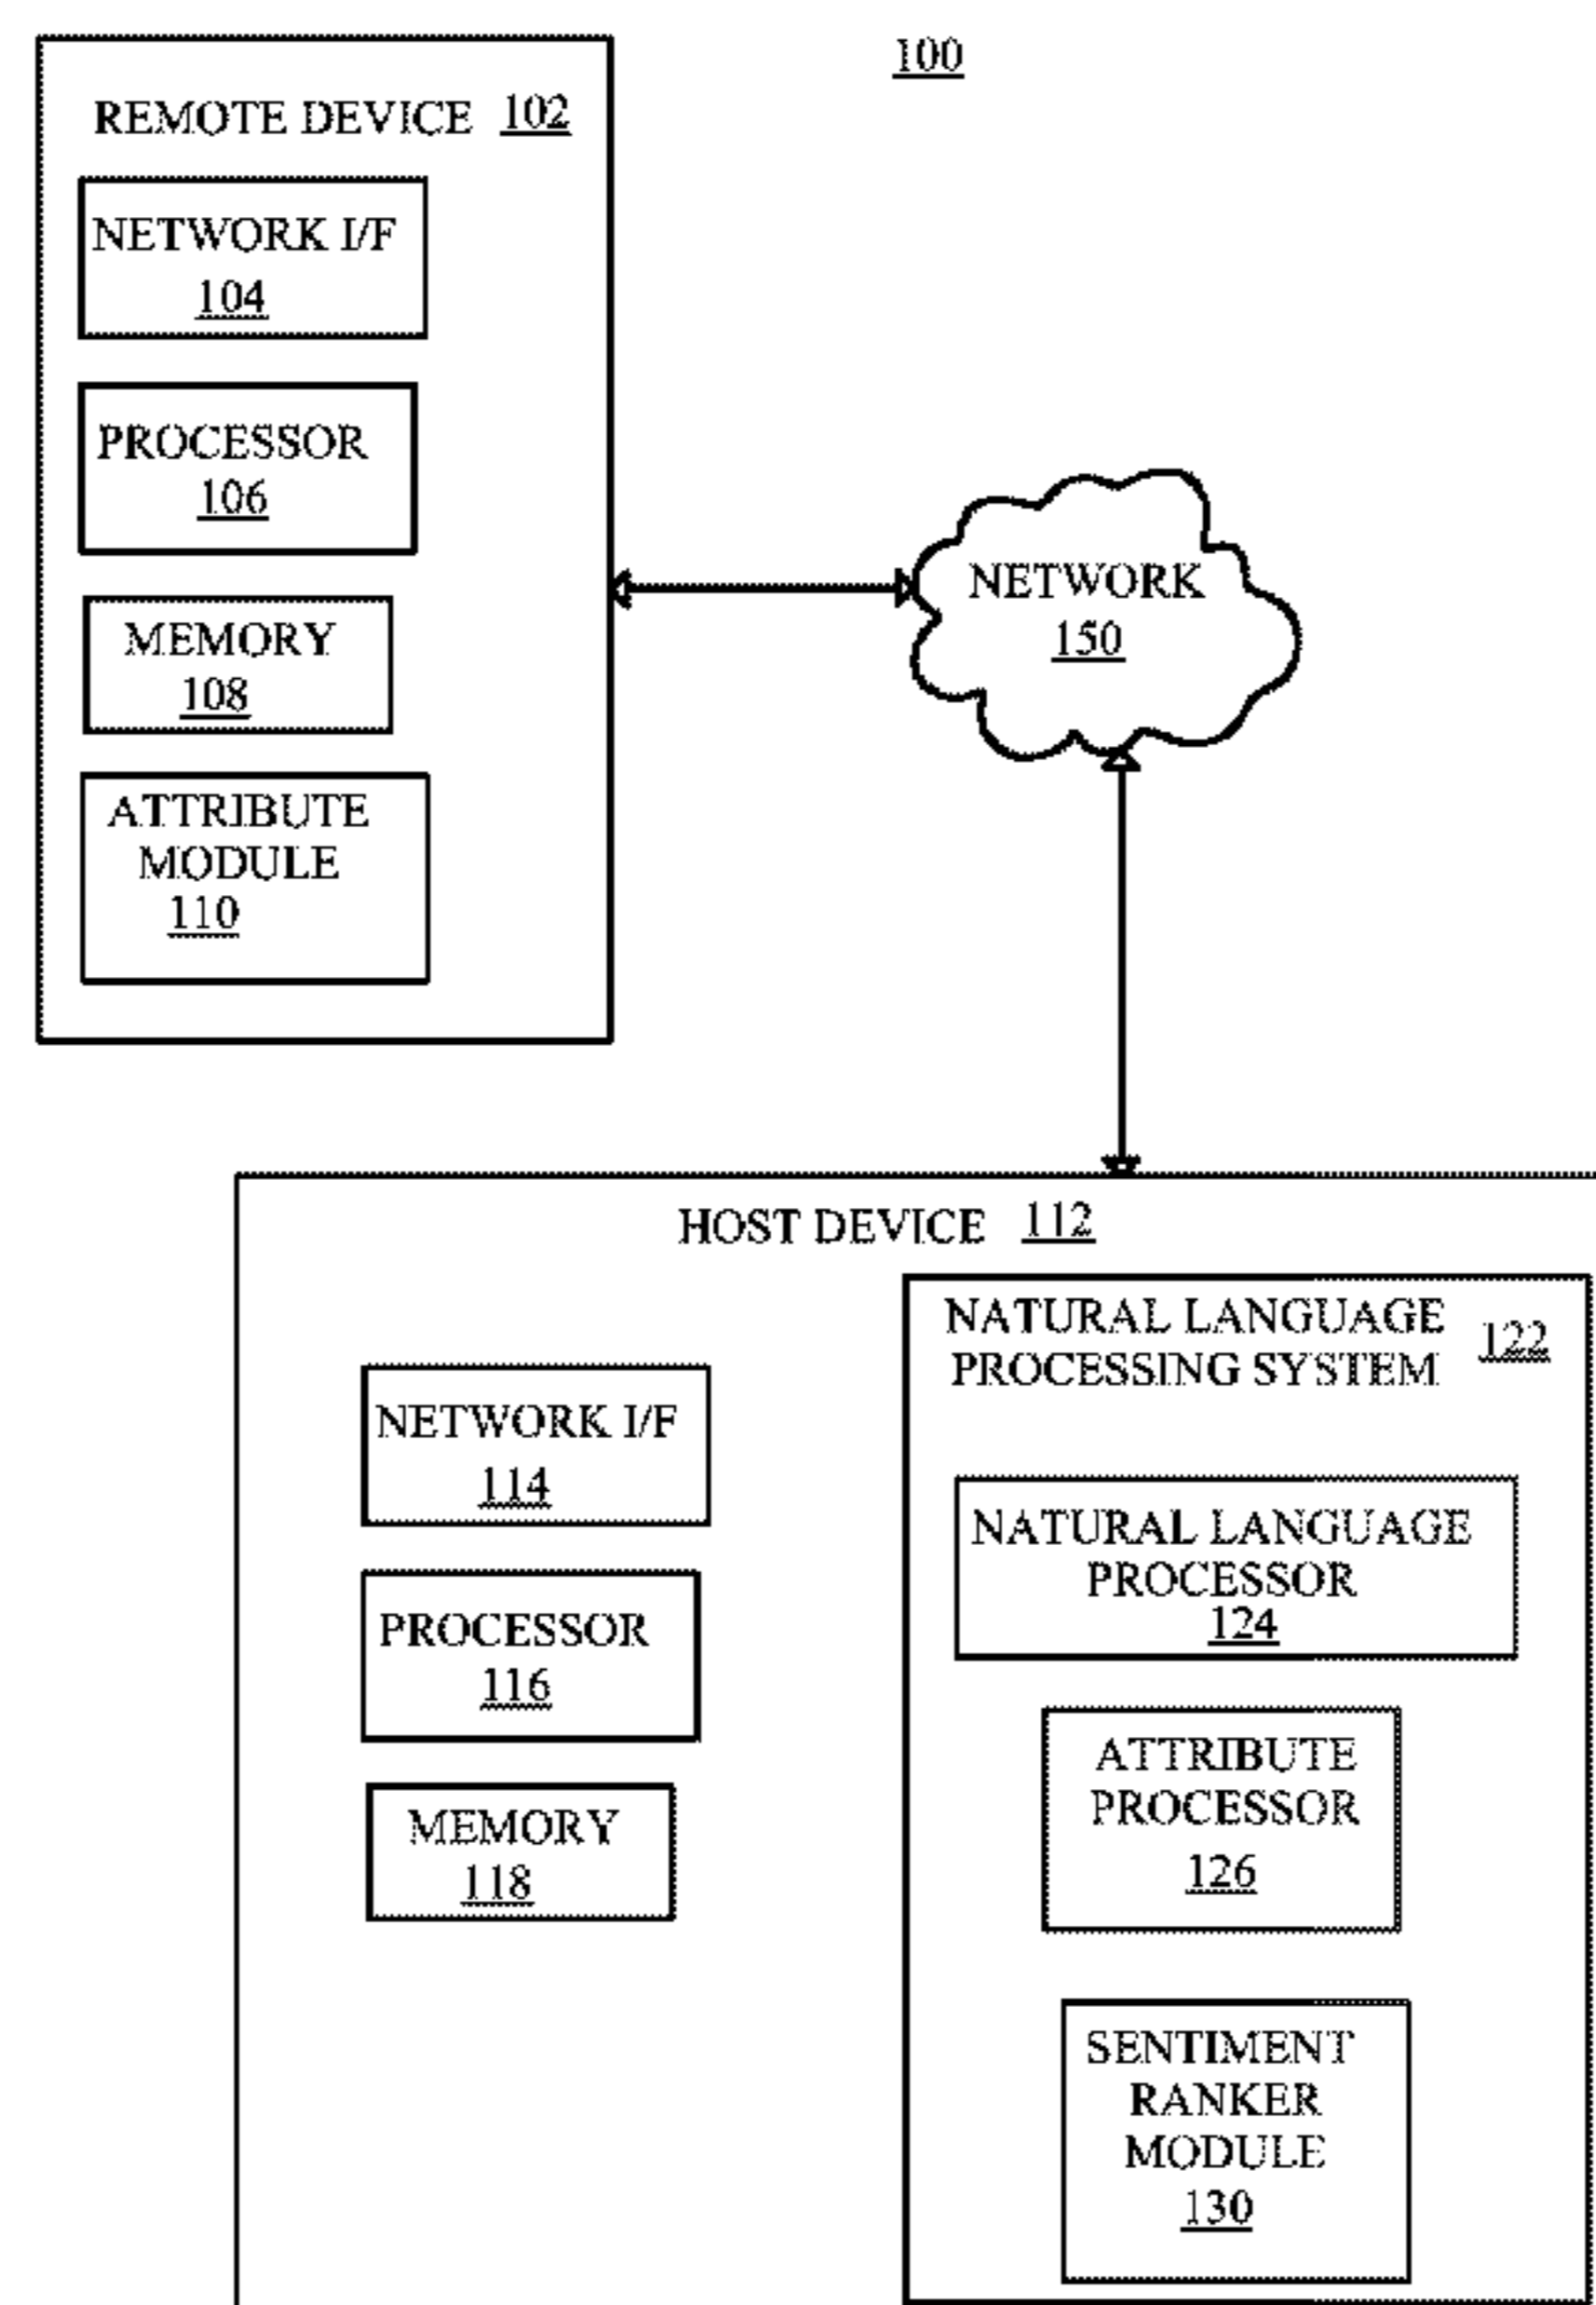 100
REMOTE DEVICE 102
NETWORK I/F
104
PROCESSOR
106
MEMORY
108
ATTRIBUTE
MODULE
110
NETWORK
150
HOST DEVICE 112
NETWORK I/F
114
PROCESSOR
116
MEMORY
118
NATURAL LANGUAGE
PROCESSING SYSTEM 122
NATURAL LANGUAGE
PROCESSOR
124
ATTRIBUTE
PROCESSOR
126
SENTIMENT
RANKER
MODULE
130